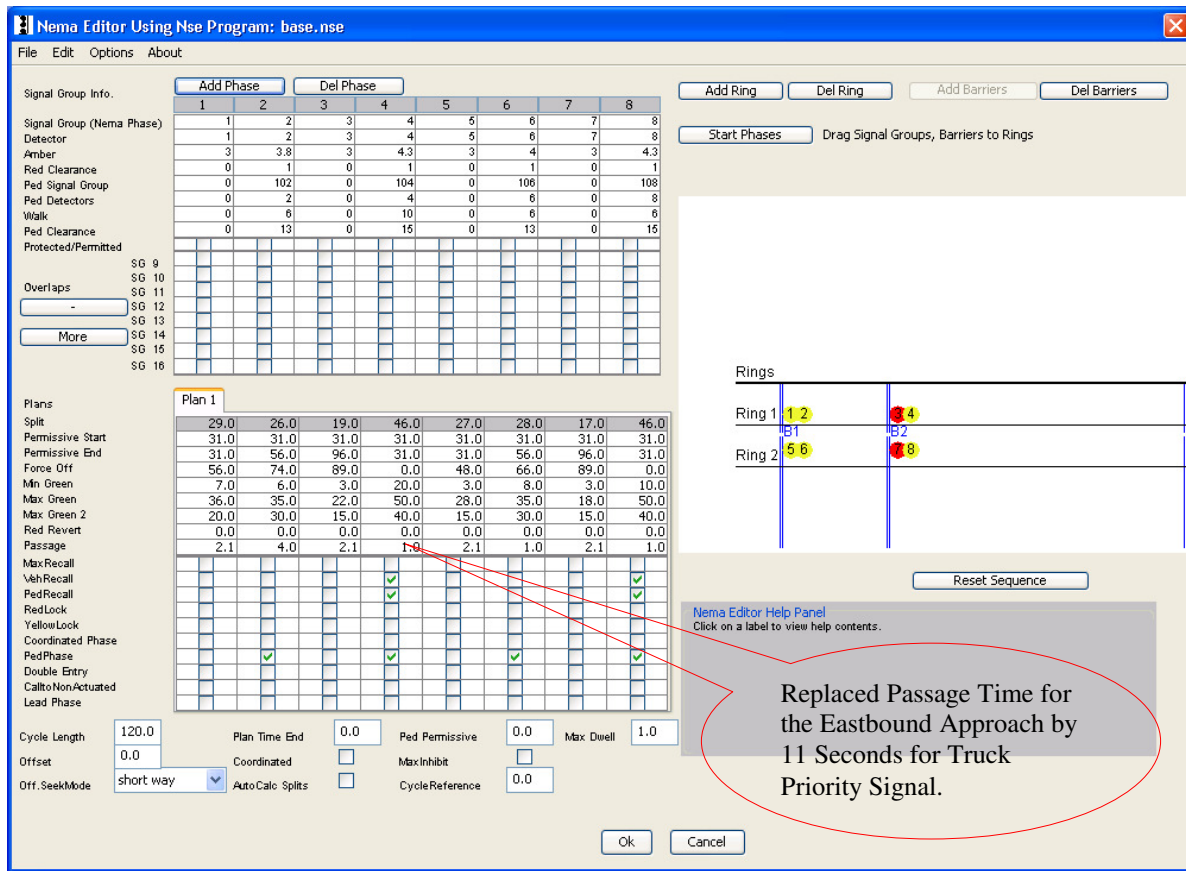 Nema Editor Using Nse Program: base.nse
File Edit Options About
Signal Group Info.
Add Phase Del Phase
1 2 3 4 5 6 7 8
Signal Group (Nema Phase) 1 2 3 4 5 6 7 8
Detector 1 2 3 4 5 6 7 8
Amber 3 3.8 3 4.3 3 4 3 4.3
Red Clearance 0 1 0 1 0 1 0 1
Ped Signal Group 0 102 0 104 0 106 0 108
Ped Detectors 0 2 0 4 0 6 0 8
Walk 0 6 0 10 0 6 0 6
Ped Clearance 0 13 0 15 0 13 0 15
Protected/Permitted
SG 9
SG 10
Overlaps
SG 11
- SG 12
SG 13
More SG 14
SG 15
SG 16
Plans
Plan 1
Split 29.0 26.0 19.0 46.0 27.0 28.0 17.0 46.0
Permissive Start 31.0 31.0 31.0 31.0 31.0 31.0 31.0 31.0
Permissive End 31.0 56.0 96.0 31.0 31.0 56.0 96.0 31.0
Force Off 56.0 74.0 89.0 0.0 48.0 66.0 89.0 0.0
Min Green 7.0 6.0 3.0 20.0 3.0 8.0 3.0 10.0
Max Green 36.0 35.0 22.0 50.0 28.0 35.0 18.0 50.0
Max Green 2 20.0 30.0 15.0 40.0 15.0 30.0 15.0 40.0
Red Revert 0.0 0.0 0.0 0.0 0.0 0.0 0.0 0.0
Passage 2.1 4.0 2.1 1.0 2.1 1.0 2.1 1.0
MaxRecall
VehRecall
PedRecall
RedLock
YellowLock
Coordinated Phase
PedPhase
Double Entry
CalltoNonActuated
Lead Phase
Cycle Length 120.0 Plan Time End 0.0 Ped Permissive 0.0 Max Dwell 1.0
Offset 0.0 Coordinated MaxInhibit
Off.SeekMode short way AutoCalc Splits CycleReference 0.0
Add Ring Del Ring Add Barriers Del Barriers
Start Phases Drag Signal Groups, Barriers to Rings
Rings
Ring 1 1 2 3 4
B1 B2
Ring 2 5 6 7 8
Reset Sequence
Nema Editor Help Panel
Click on a label to view help contents.
Replaced Passage Time for
the Eastbound Approach by
11 Seconds for Truck
Priority Signal.
Ok Cancel